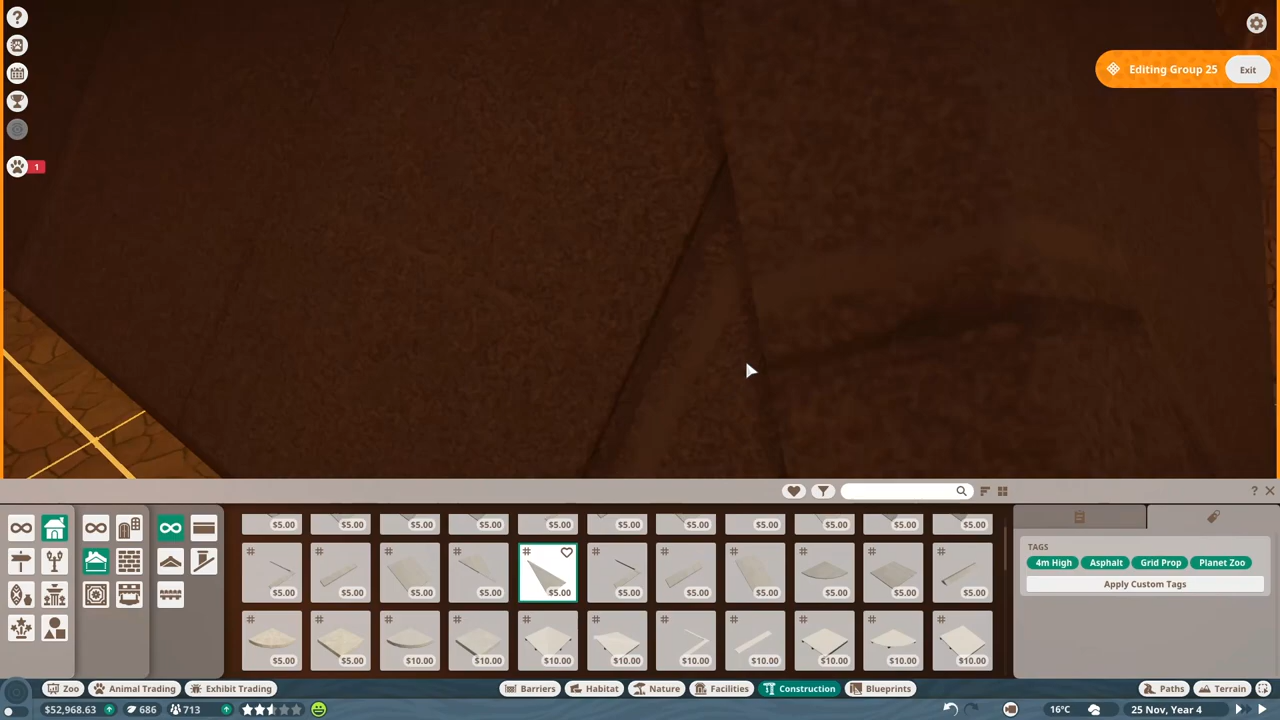 ?
Editing Group 25
Exit
1
?
$5.00 $5.00 $5.00 $5.00 $5.00 $5.00 $5.00 $5.00 $5.00 $5.00 $5.00
$5.00 $5.00 $5.00 $5.00 $5.00 $5.00 $5.00 $5.00 $5.00 $5.00 $5.00
$5.00 $5.00 $10.00 $10.00 $10.00 $10.00 $10.00 $10.00 $10.00 $10.00 $10.00
TAGS
4m High Asphalt Grid Prop Planet Zoo
Apply Custom Tags
Zoo Animal Trading Exhibit Trading Barriers Habitat Nature Facilities Construction Blueprints Paths Terrain
$52,968.63 686 713 16°C 25 Nov, Year 4